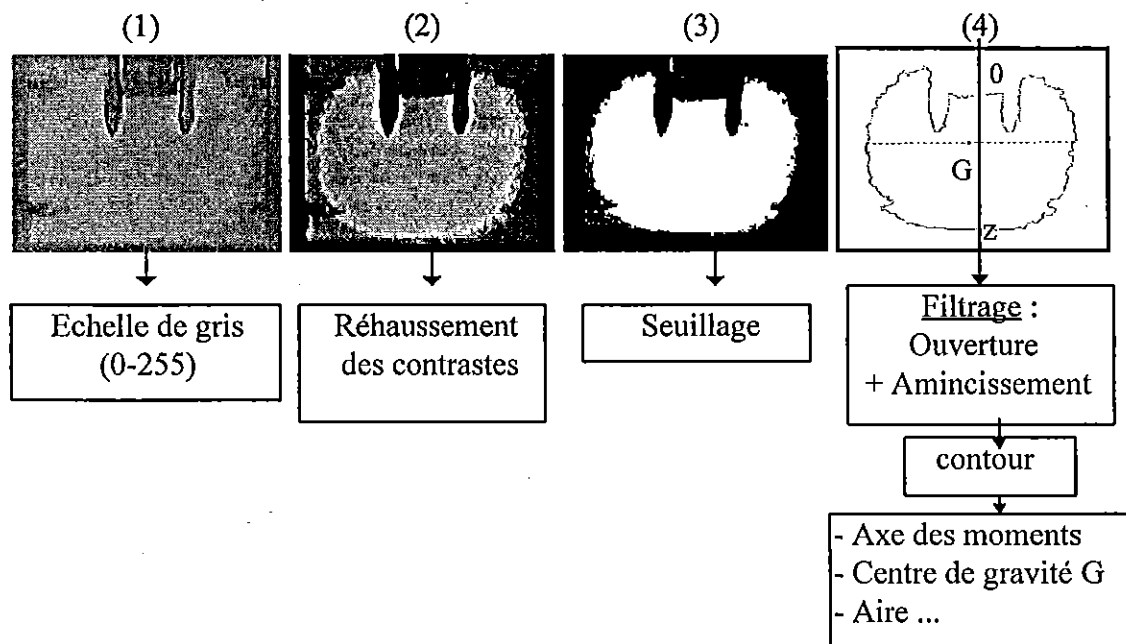 (1) (2) (3) (4)
0
G
z
Echelle de gris
(0-255)
Réhaussement
des contrastes
Seuillage
Filtrage :
Ouverture
+ Amincissement
contour
- Axe des moments
- Centre de gravité G
- Aire ...